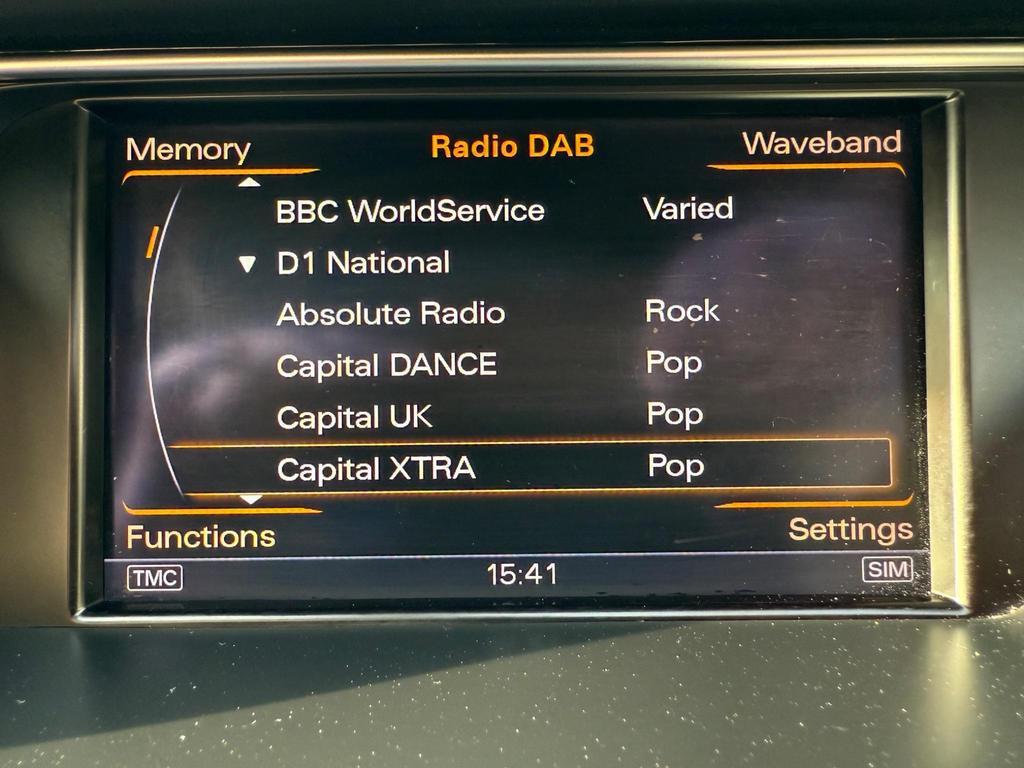 Memory Radio DAB Waveband
BBC WorldService Varied
D1 National
Absolute Radio Rock
Capital DANCE Pop
Capital UK Pop
Capital XTRA Pop
Functions Settings
TMC 15:41 SIM